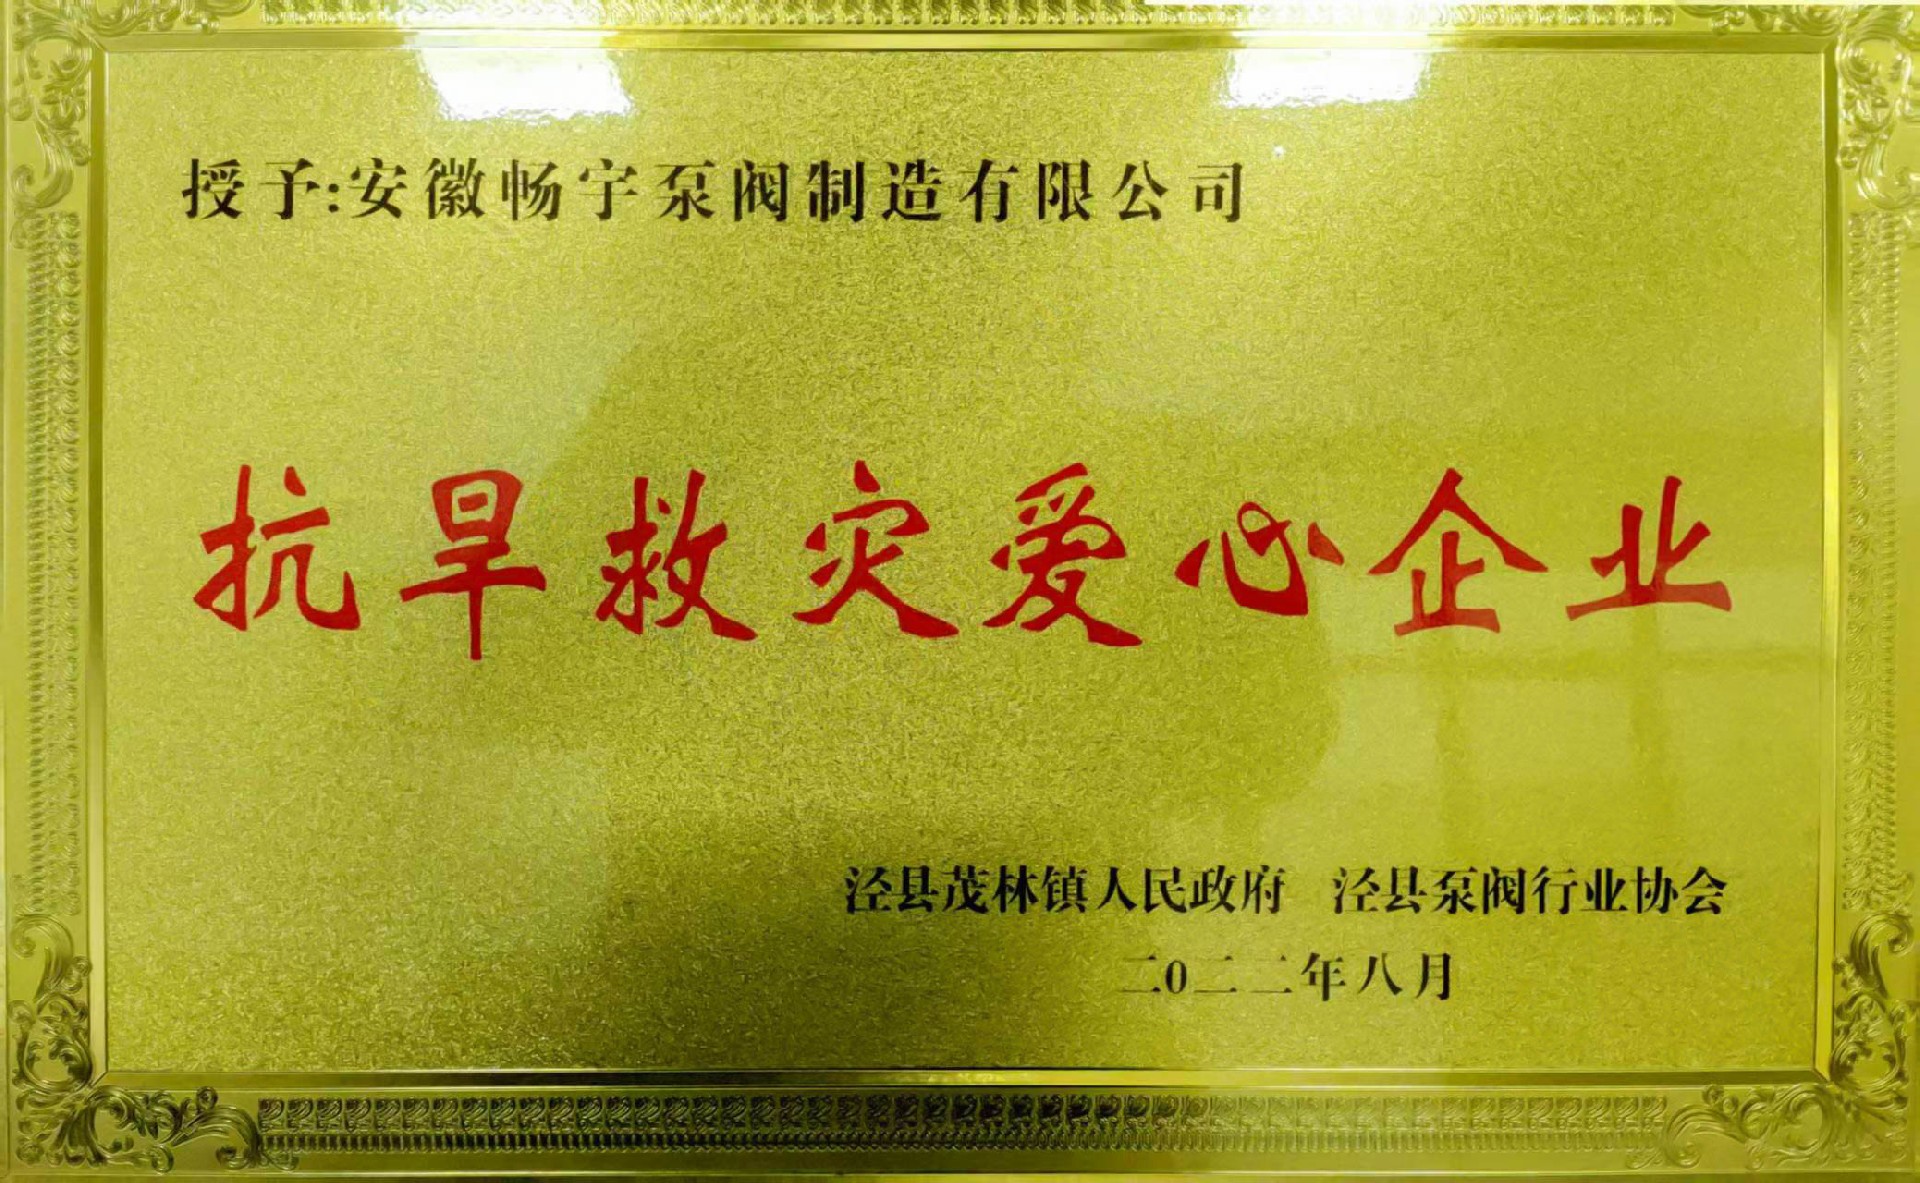 授予:安徽畅宇泵阀制造有限公司
抗旱救灾爱心企业
泾县茂林镇人民政府 泾县泵阀行业协会
二0二二年八月